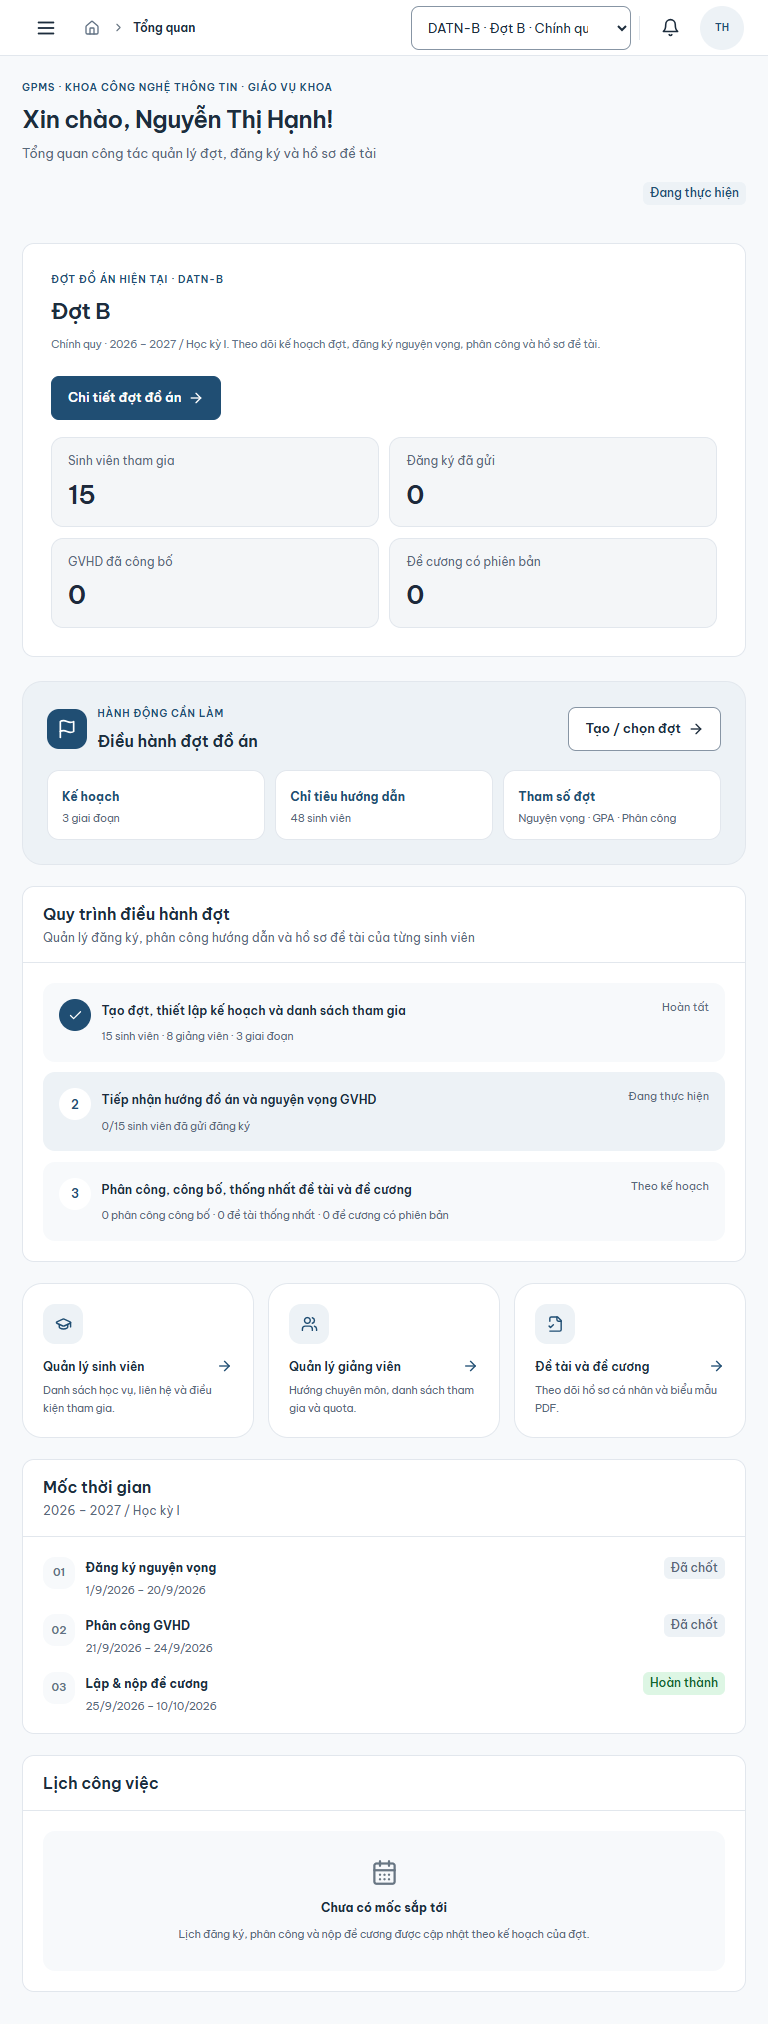 Tổng quan
DATN-B · Đợt B · Chính qu
TH
GPMS · KHOA CÔNG NGHỆ THÔNG TIN · GIÁO VỤ KHOA
Xin chào, Nguyễn Thị Hạnh!
Tổng quan công tác quản lý đợt, đăng ký và hồ sơ đề tài
Đang thực hiện
ĐỢT ĐỒ ÁN HIỆN TẠI · DATN-B
Đợt B
Chính quy · 2026 – 2027 / Học kỳ I. Theo dõi kế hoạch đợt, đăng ký nguyện vọng, phân công và hồ sơ đề tài.
Chi tiết đợt đồ án
Sinh viên tham gia
15
Đăng ký đã gửi
0
GVHD đã công bố
0
Đề cương có phiên bản
0
HÀNH ĐỘNG CẦN LÀM
Điều hành đợt đồ án
Tạo / chọn đợt
Kế hoạch
3 giai đoạn
Chỉ tiêu hướng dẫn
48 sinh viên
Tham số đợt
Nguyện vọng · GPA · Phân công
Quy trình điều hành đợt
Quản lý đăng ký, phân công hướng dẫn và hồ sơ đề tài của từng sinh viên
Tạo đợt, thiết lập kế hoạch và danh sách tham gia
Hoàn tất
15 sinh viên · 8 giảng viên · 3 giai đoạn
2
Tiếp nhận hướng đồ án và nguyện vọng GVHD
Đang thực hiện
0/15 sinh viên đã gửi đăng ký
3
Phân công, công bố, thống nhất đề tài và đề cương
Theo kế hoạch
0 phân công công bố · 0 đề tài thống nhất · 0 đề cương có phiên bản
Quản lý sinh viên
Danh sách học vụ, liên hệ và điều
kiện tham gia.
Quản lý giảng viên
Hướng chuyên môn, danh sách tham
gia và quota.
Đề tài và đề cương
Theo dõi hồ sơ cá nhân và biểu mẫu
PDF.
Mốc thời gian
2026 – 2027 / Học kỳ I
01
Đăng ký nguyện vọng
Đã chốt
1/9/2026 – 20/9/2026
02
Phân công GVHD
Đã chốt
21/9/2026 – 24/9/2026
03
Lập & nộp đề cương
Hoàn thành
25/9/2026 – 10/10/2026
Lịch công việc
Chưa có mốc sắp tới
Lịch đăng ký, phân công và nộp đề cương được cập nhật theo kế hoạch của đợt.